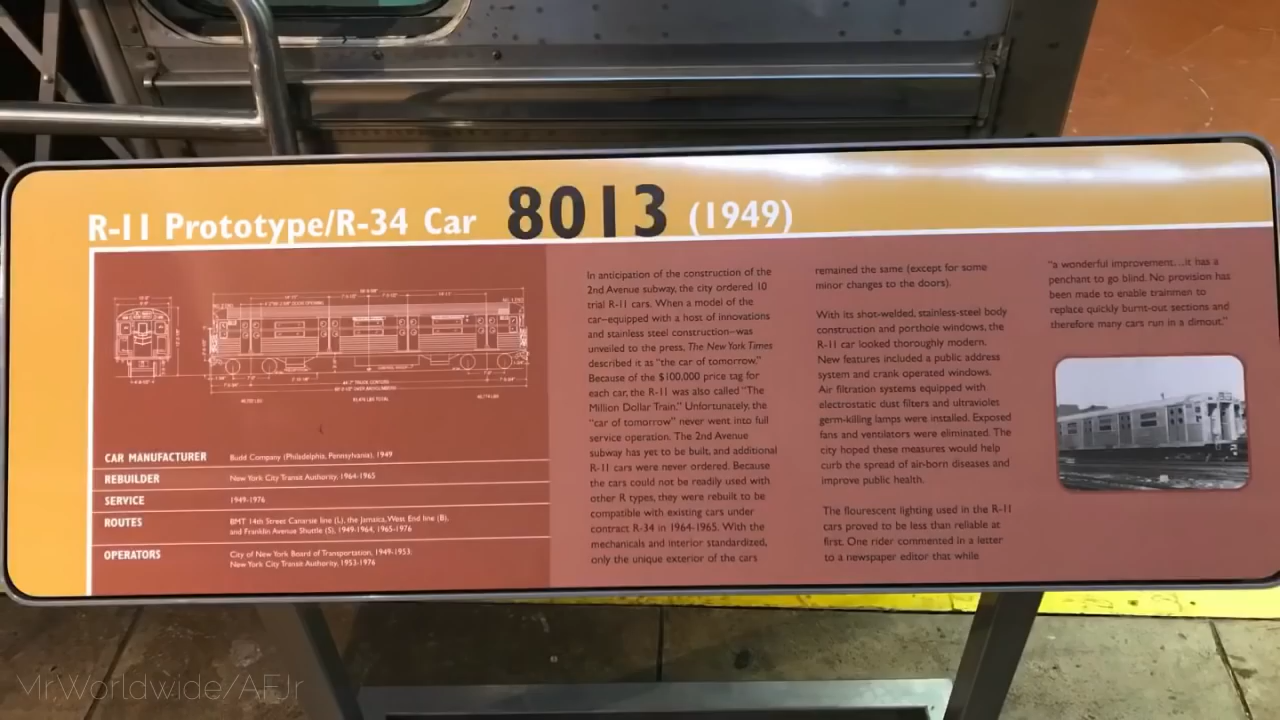 R-11 Prototype/R-34 Car 8013 (1949)
CAR MANUFACTURER Budd Company (Philadelphia, Pennsylvania), 1949
REBUILDER New York City Transit Authority, 1964-1965
SERVICE 1949-1976
ROUTES BMT 14th Street Canarsie line (L), the Jamaica, West End line (B),
and Franklin Avenue Shuttle (S), 1949-1964, 1965-1976
OPERATORS City of New York Board of Transportation, 1949-1953;
New York City Transit Authority, 1953-1976
In anticipation of the construction of the
2nd Avenue subway, the city ordered 10
trial R-11 cars. When a model of the
car—equipped with a host of innovations
and stainless steel construction—was
unveiled to the press, The New York Times
described it as "the car of tomorrow."
Because of the $100,000 price tag for
each car, the R-11 was also called "The
Million Dollar Train." Unfortunately, the
"car of tomorrow" never went into full
service operation. The 2nd Avenue
subway has yet to be built, and additional
R-11 cars were never ordered. Because
the cars could not be readily used with
other R types, they were rebuilt to be
compatible with existing cars under
contract R-34 in 1964-1965. With the
mechanicals and interior standardized,
only the unique exterior of the cars
remained the same (except for some
minor changes to the doors).
With its shot-welded, stainless-steel body
construction and porthole windows, the
R-11 car looked thoroughly modern.
New features included a public address
system and crank operated windows.
Air filtration systems equipped with
electrostatic dust filters and ultravioles
germ-killing lamps were installed. Exposed
fans and ventilators were eliminated. The
city hoped these measures would help
curb the spread of air-born diseases and
improve public health.
The flourescent lighting used in the R-11
cars proved to be less than reliable at
first. One rider commented in a letter
to a newspaper editor that while
"a wonderful improvement...it has a
penchant to go blind. No provision has
been made to enable trainmen to
replace quickly burnt-out sections and
therefore many cars run in a dimout."
Mr.Worldwide/AFJr